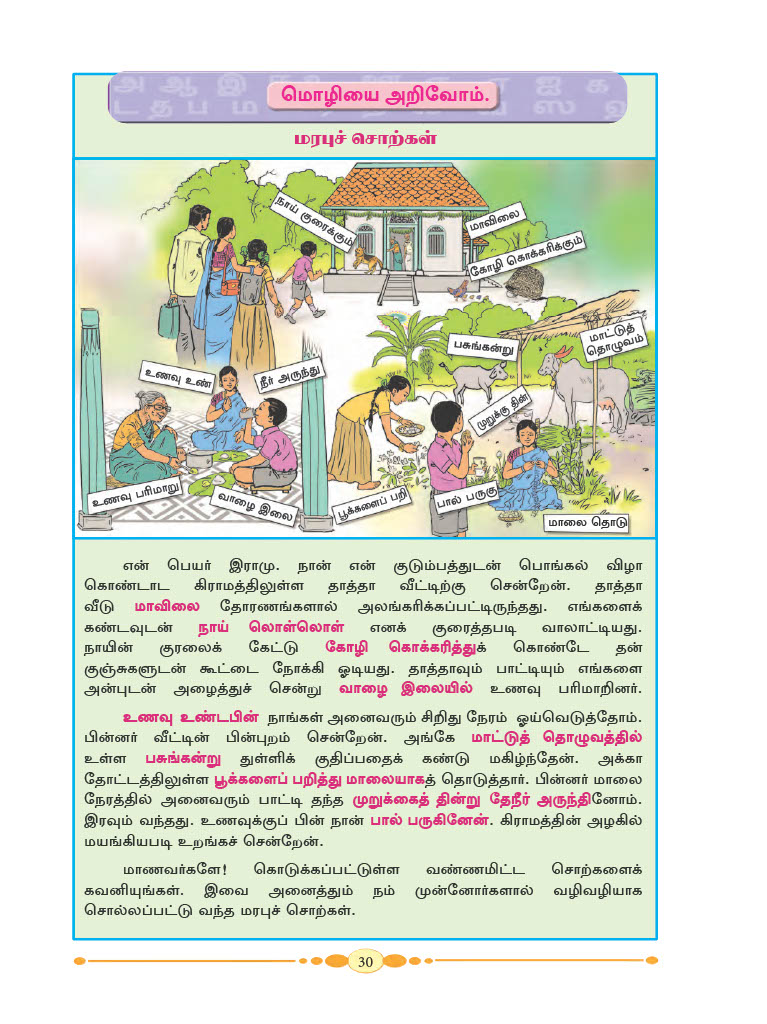 மொழியை அறிவோம்.
மரபுச் சொற்கள்
நாய் குரைக்கும்
மாவிலை
கோழி கொக்கரிக்கும்
பசுங்கன்று
மாட்டுத்
தொழுவம்
உணவு உண்
நீர் அருந்து
முறுக்கு தின்
உணவு பரிமாறு
வாழை இலை
பூக்களைப் பறி
பால் பருகு
மாலை தொடு
என் பெயர் இராமு. நான் என் குடும்பத்துடன் பொங்கல் விழா
கொண்டாட கிராமத்திலுள்ள தாத்தா வீட்டிற்கு சென்றேன். தாத்தா
வீடு மாவிலை தோரணங்களால் அலங்கரிக்கப்பட்டிருந்தது. எங்களைக்
கண்டவுடன் நாய் லொள்லொள் எனக் குரைத்தபடி வாலாட்டியது.
நாயின் குரலைக் கேட்டு கோழி கொக்கரித்துக் கொண்டே தன்
குஞ்சுகளுடன் கூட்டை நோக்கி ஓடியது. தாத்தாவும் பாட்டியும் எங்களை
அன்புடன் அழைத்துச் சென்று வாழை இலையில் உணவு பரிமாறினர்.
உணவு உண்டபின் நாங்கள் அனைவரும் சிறிது நேரம் ஓய்வெடுத்தோம்.
பின்னர் வீட்டின் பின்புறம் சென்றேன். அங்கே மாட்டுத் தொழுவத்தில்
உள்ள பசுங்கன்று துள்ளிக் குதிப்பதைக் கண்டு மகிழ்ந்தேன். அக்கா
தோட்டத்திலுள்ள பூக்களைப் பறித்து மாலையாகத் தொடுத்தார். பின்னர் மாலை
நேரத்தில் அனைவரும் பாட்டி தந்த முறுக்கைத் தின்று தேநீர் அருந்தினோம்.
இரவும் வந்தது. உணவுக்குப் பின் நான் பால் பருகினேன். கிராமத்தின் அழகில்
மயங்கியபடி உறங்கச் சென்றேன்.
மாணவர்களே! கொடுக்கப்பட்டுள்ள வண்ணமிட்ட சொற்களைக்
கவனியுங்கள். இவை அனைத்தும் நம் முன்னோர்களால் வழிவழியாக
சொல்லப்பட்டு வந்த மரபுச் சொற்கள்.
30